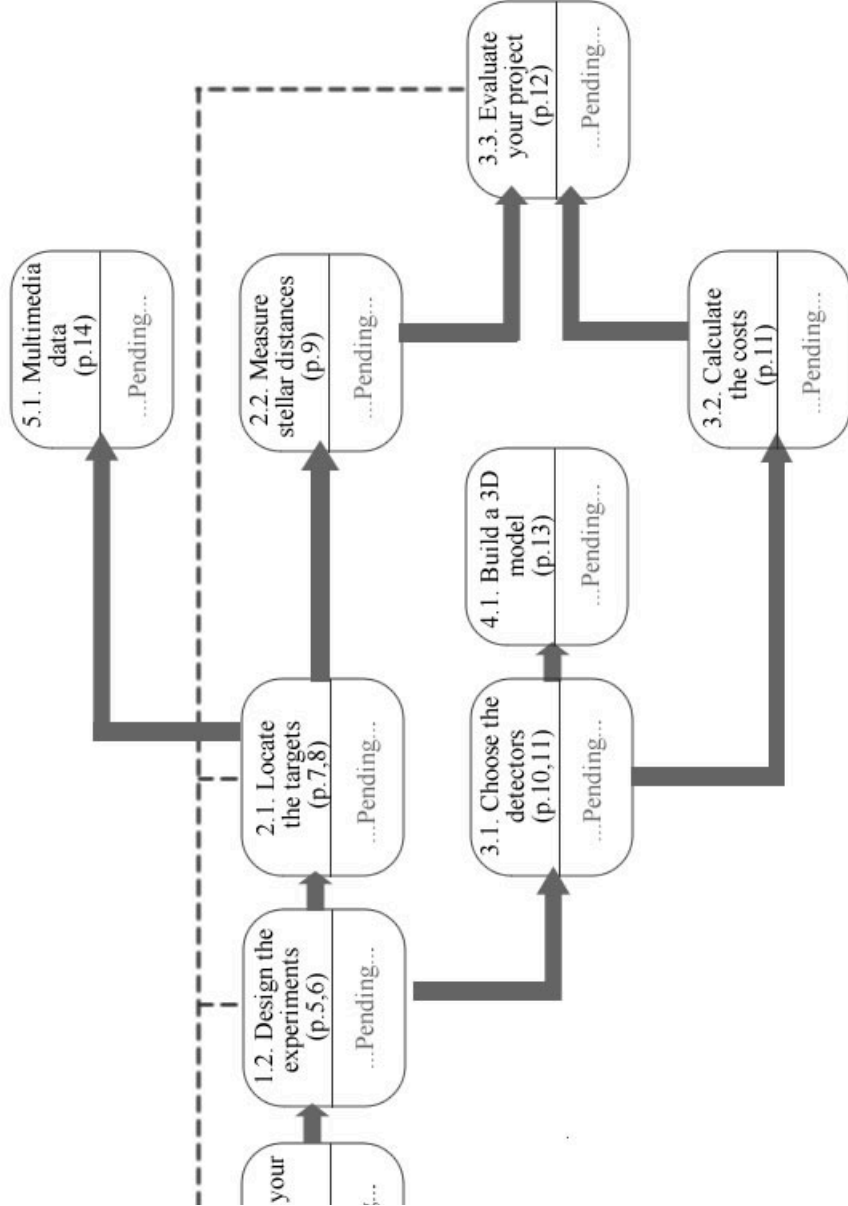 5.1. Multimedia
data
(p.14)
...Pending...
your
1.2. Design the
experiments
(p.5,6)
...Pending...
2.1. Locate
the targets
(p.7,8)
...Pending...
2.2. Measure
stellar distances
(p.9)
...Pending...
3.1. Choose the
detectors
(p.10,11)
...Pending...
4.1. Build a 3D
model
(p.13)
...Pending...
3.3. Evaluate
your project
(p.12)
...Pending...
3.2. Calculate
the costs
(p.11)
...Pending...